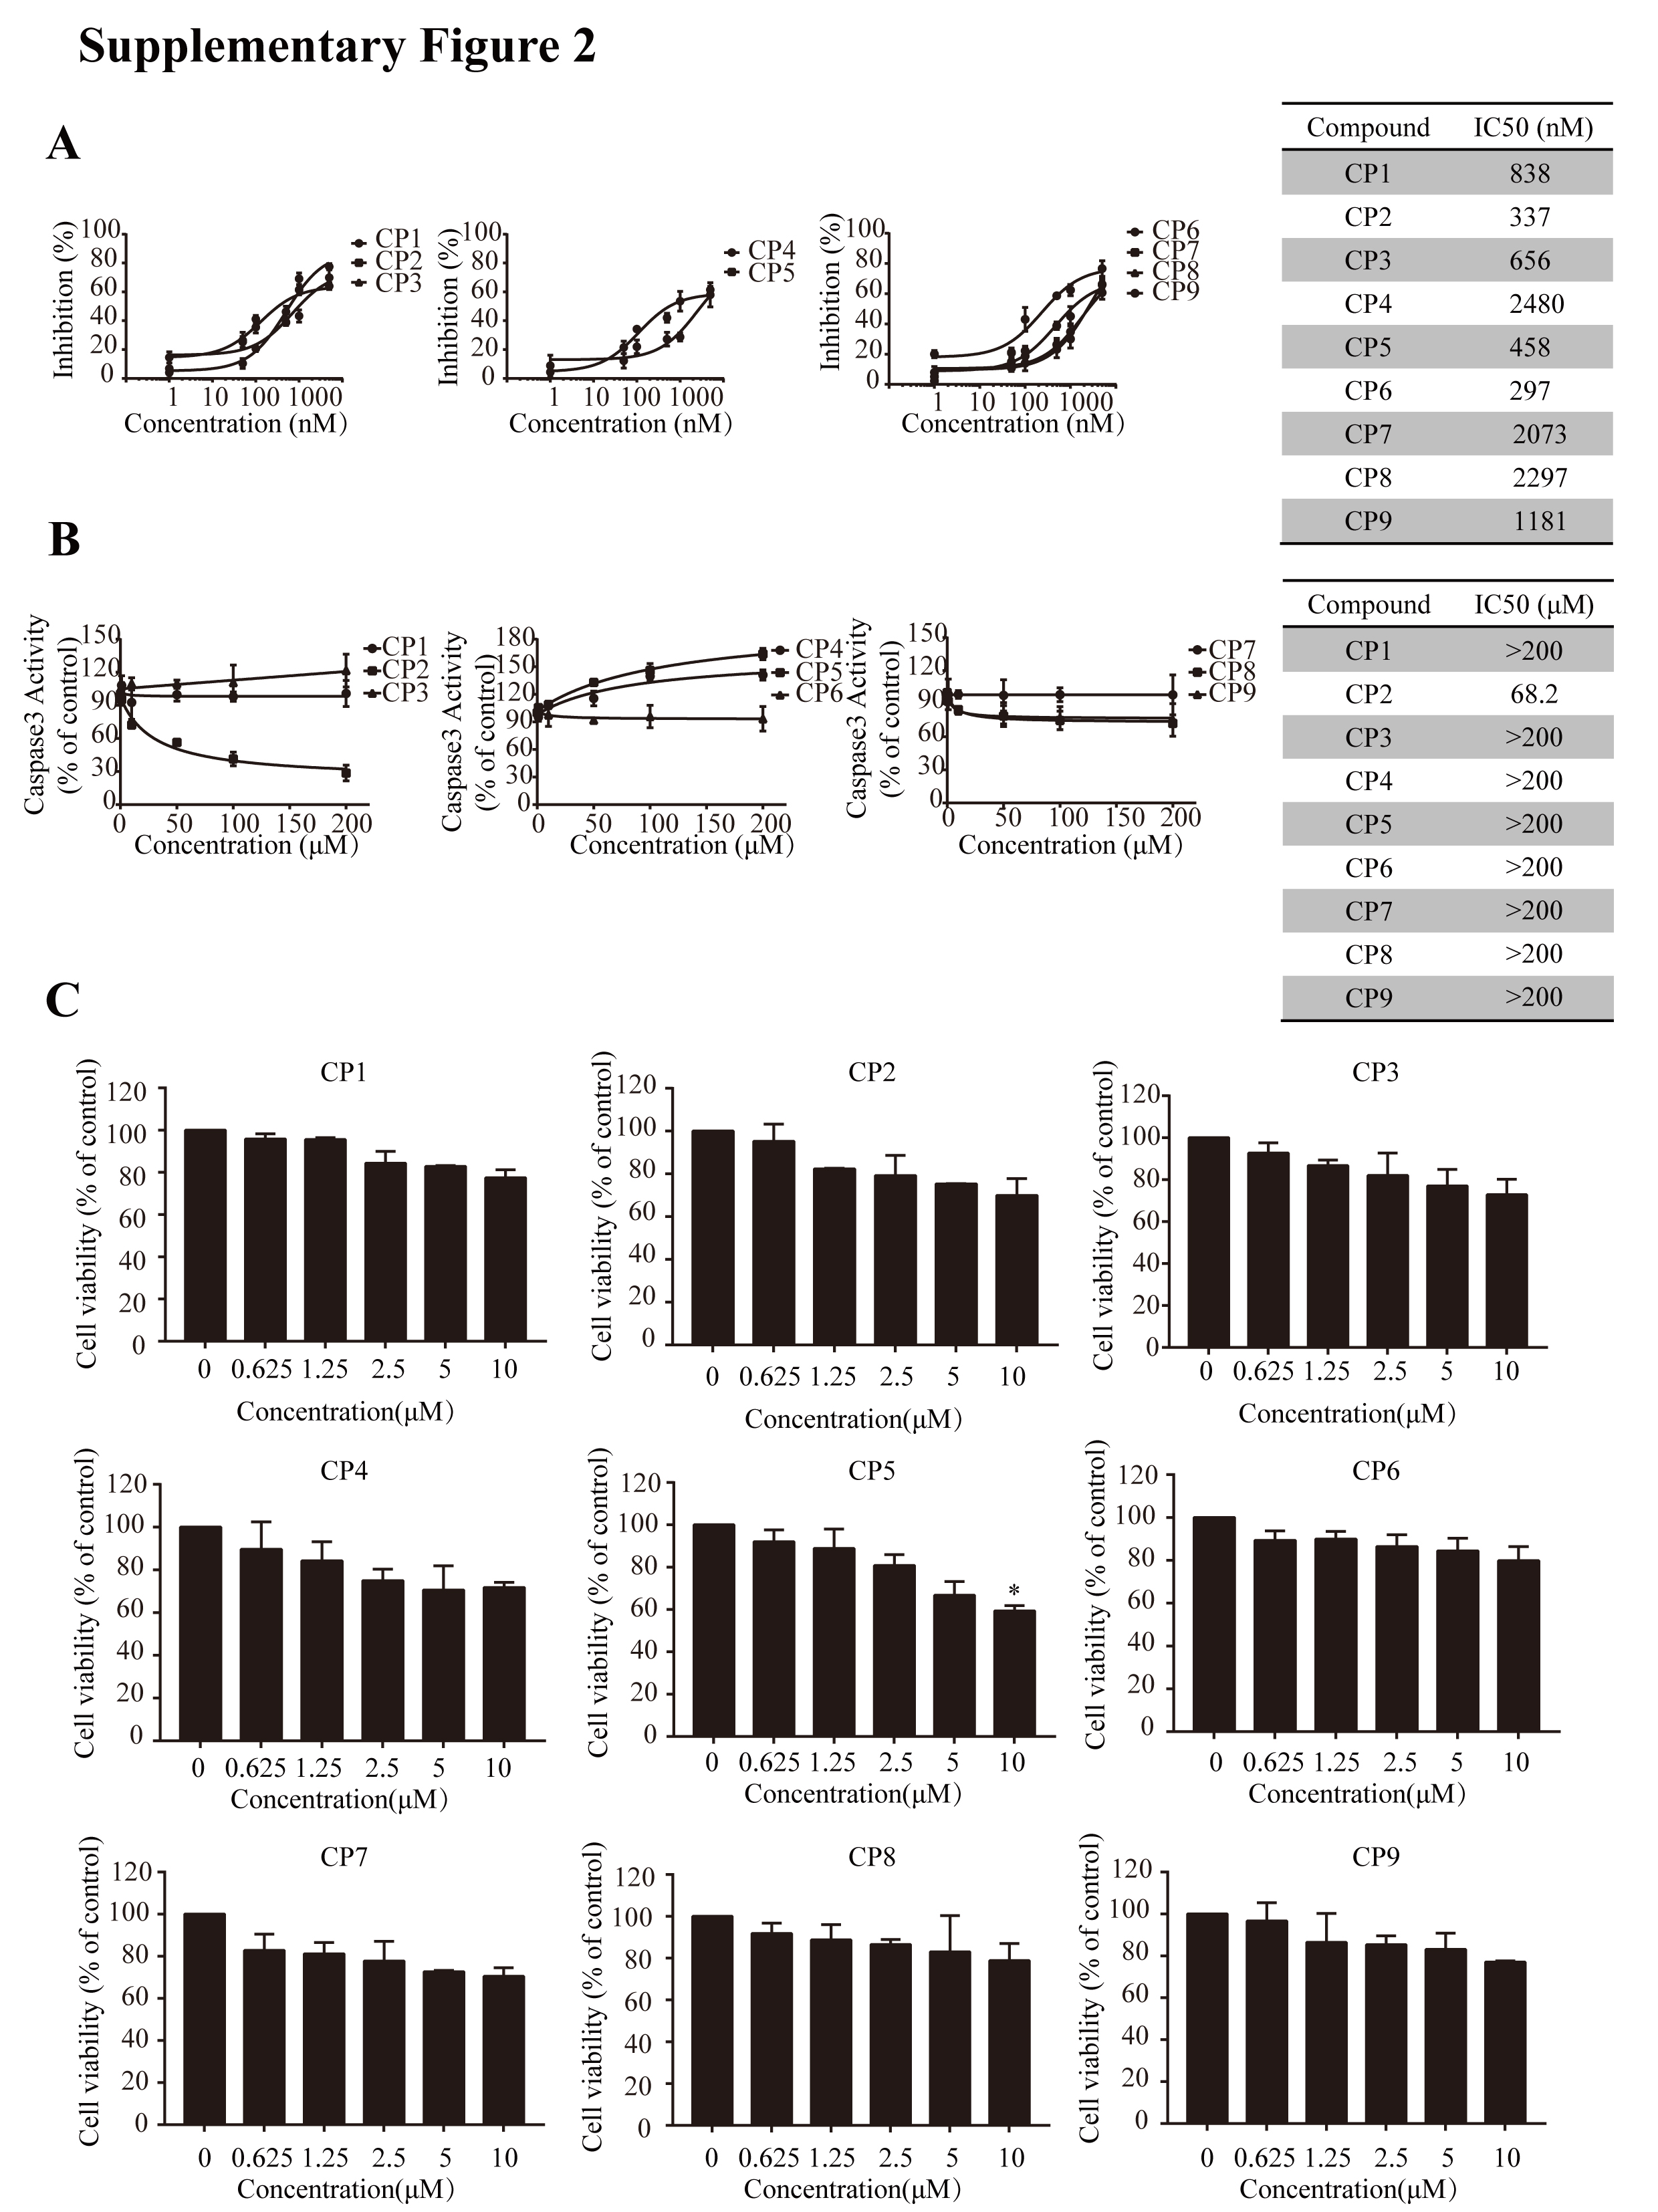 Supplementary Figure 2
A
Inhibition (%)
100
80
60
40
20
0
1 10 100 1000
Concentration (nM)
CP1
CP2
CP3
Inhibition (%)
100
80
60
40
20
0
1 10 100 1000
Concentration (nM)
CP4
CP5
Inhibition (%)
100
80
60
40
20
0
1 10 100 1000
Concentration (nM)
CP6
CP7
CP8
CP9
Compound IC50 (nM)
CP1 838
CP2 337
CP3 656
CP4 2480
CP5 458
CP6 297
CP7 2073
CP8 2297
CP9 1181
B
Caspase3 Activity
(% of control)
150
120
90
60
30
0
0 50 100 150 200
Concentration (μM)
CP1
CP2
CP3
Caspase3 Activity
(% of control)
180
150
120
90
60
30
0
0 50 100 150 200
Concentration (μM)
CP4
CP5
CP6
Caspase3 Activity
(% of control)
150
120
90
60
30
0
0 50 100 150 200
Concentration (μM)
CP7
CP8
CP9
Compound IC50 (μM)
CP1 >200
CP2 68.2
CP3 >200
CP4 >200
CP5 >200
CP6 >200
CP7 >200
CP8 >200
CP9 >200
C
CP1
Cell viability (% of control)
120
100
80
60
40
20
0
0 0.625 1.25 2.5 5 10
Concentration(μM)
CP2
Cell viability (% of control)
120
100
80
60
40
20
0
0 0.625 1.25 2.5 5 10
Concentration(μM)
CP3
Cell viability (% of control)
120
100
80
60
40
20
0
0 0.625 1.25 2.5 5 10
Concentration(μM)
CP4
Cell viability (% of control)
120
100
80
60
40
20
0
0 0.625 1.25 2.5 5 10
Concentration(μM)
CP5
Cell viability (% of control)
120
100
80
60
40
20
0
*
0 0.625 1.25 2.5 5 10
Concentration(μM)
CP6
Cell viability (% of control)
120
100
80
60
40
20
0
0 0.625 1.25 2.5 5 10
Concentration(μM)
CP7
Cell viability (% of control)
120
100
80
60
40
20
0
0 0.625 1.25 2.5 5 10
Concentration(μM)
CP8
Cell viability (% of control)
120
100
80
60
40
20
0
0 0.625 1.25 2.5 5 10
Concentration(μM)
CP9
Cell viability (% of control)
120
100
80
60
40
20
0
0 0.625 1.25 2.5 5 10
Concentration(μM)